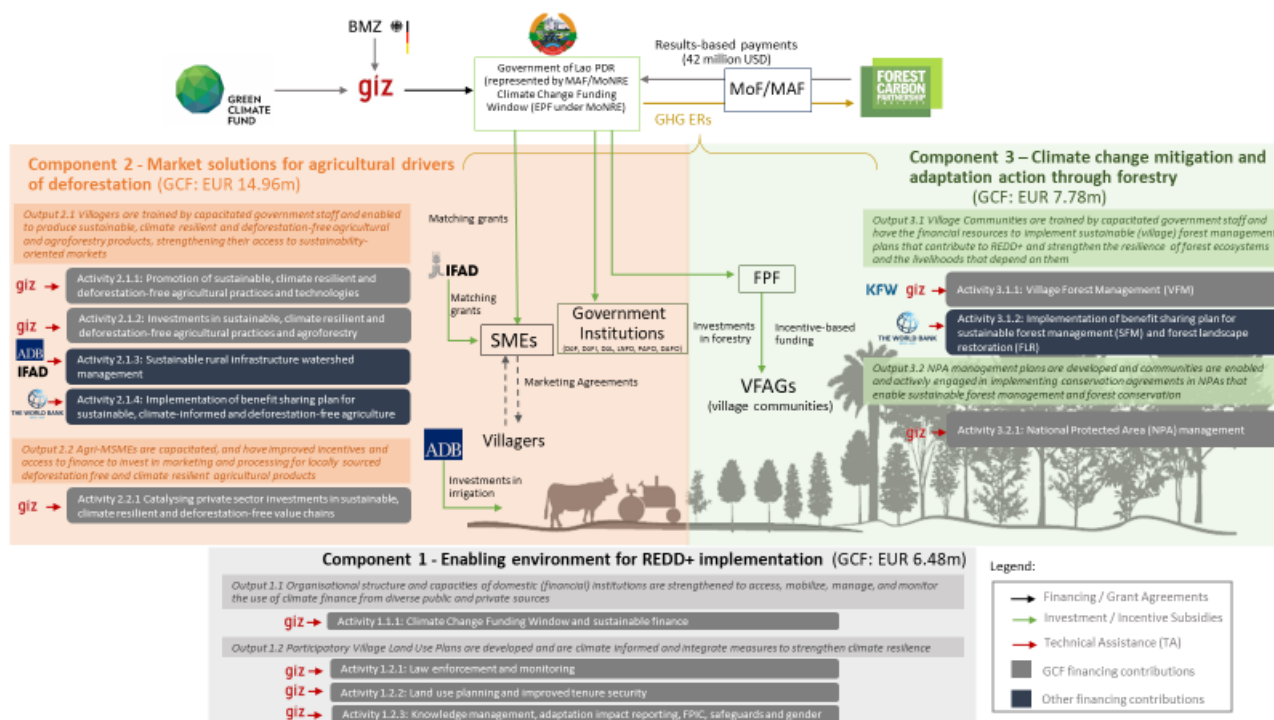 BMZ
GREEN
CLIMATE
FUND
giz
Government of Lao PDR
(represented by MAF/MoNRE
Climate Change Funding
Window (EPF under MoNRE)
Results-based payments
(42 million USD)
MoF/MAF
GHG ERs
FOREST
CARBON
PARTNERSHIP
Component 2 - Market solutions for agricultural drivers
of deforestation (GCF: EUR 14.96m)
Output 2.1 Villagers are trained by capacitated government staff and enabled
to produce sustainable, climate resilient and deforestation-free agricultural
and agroforestry products, strengthening their access to sustainability-
oriented markets
giz
Activity 2.1.1: Promotion of sustainable, climate resilient and
deforestation-free agricultural practices and technologies
giz
Activity 2.1.2: Investments in sustainable, climate resilient and
deforestation-free agricultural practices and agroforestry
ADB
IFAD
Activity 2.1.3: Sustainable rural infrastructure watershed
management
THE WORLD BANK
Activity 2.1.4: Implementation of benefit sharing plan for
sustainable, climate-informed and deforestation-free agriculture
Output 2.2 Agri-MSMEs are capacitated, and have improved incentives and
access to finance to invest in marketing and processing for locally sourced
deforestation free and climate resilient agricultural products
giz
Activity 2.2.1 Catalysing private sector investments in sustainable,
climate resilient and deforestation-free value chains
Matching grants
IFAD
Matching
grants
SMEs
Government
Institutions
Marketing Agreements
Villagers
ADB
Investments in
irrigation
FPF
Investments
in forestry
Incentive-based
funding
VFAGs
(village communities)
Component 3 – Climate change mitigation and
adaptation action through forestry
(GCF: EUR 7.78m)
Output 3.1 Village Communities are trained by capacitated government staff and
have the financial resources to implement sustainable (village) forest management
plans that contribute to REDD+ and strengthen the resilience of forest ecosystems
and the livelihoods that depend on them
KFW giz
Activity 3.1.1: Village Forest Management (VFM)
THE WORLD BANK
Activity 3.1.2: Implementation of benefit sharing plan for
sustainable forest management (SFM) and forest landscape
restoration (FLR)
Output 3.2 NPA management plans are developed and communities are enabled
and actively engaged in implementing conservation agreements in NPAs that
enable sustainable forest management and forest conservation
giz
Activity 3.2.1: National Protected Area (NPA) management
Component 1 - Enabling environment for REDD+ implementation (GCF: EUR 6.48m)
Output 1.1 Organisational structure and capacities of domestic (financial) institutions are strengthened to access, mobilize, manage, and monitor
the use of climate finance from diverse public and private sources
giz
Activity 1.1.1: Climate Change Funding Window and sustainable finance
Output 1.2 Participatory Village Land Use Plans are developed and are climate informed and integrate measures to strengthen climate resilience
giz
Activity 1.2.1: Law enforcement and monitoring
giz
Activity 1.2.2: Land use planning and improved tenure security
giz
Activity 1.2.3: Knowledge management, adaptation impact reporting, FPIC, safeguards and gender
Legend:
Financing / Grant Agreements
Investment / Incentive Subsidies
Technical Assistance (TA)
GCF financing contributions
Other financing contributions